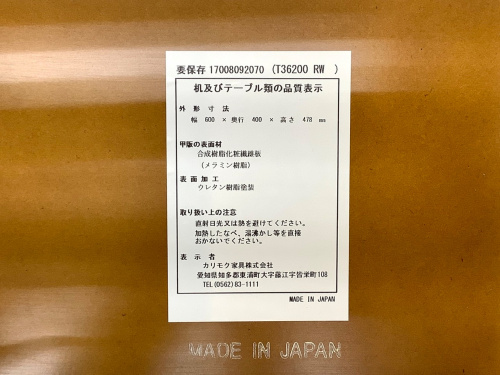 要保存 17008092070 (T36200 RW )
机及びテーブル類の品質表示
外形寸法
幅 600 × 奥行 400 × 高さ 478 mm
甲版の表面材
合成樹脂化粧繊維板
(メラミン樹脂)
表面加工
ウレタン樹脂塗装
取り扱い上の注意
直射日光又は熱を避けてください。
加熱したなべ、湯沸かし等を直接
おかないでください。
表示者
カリモク家具株式会社
愛知県知多郡東浦町大字藤江字皆栄町108
TEL(0562)83-1111
MADE IN JAPAN
MADE IN JAPAN